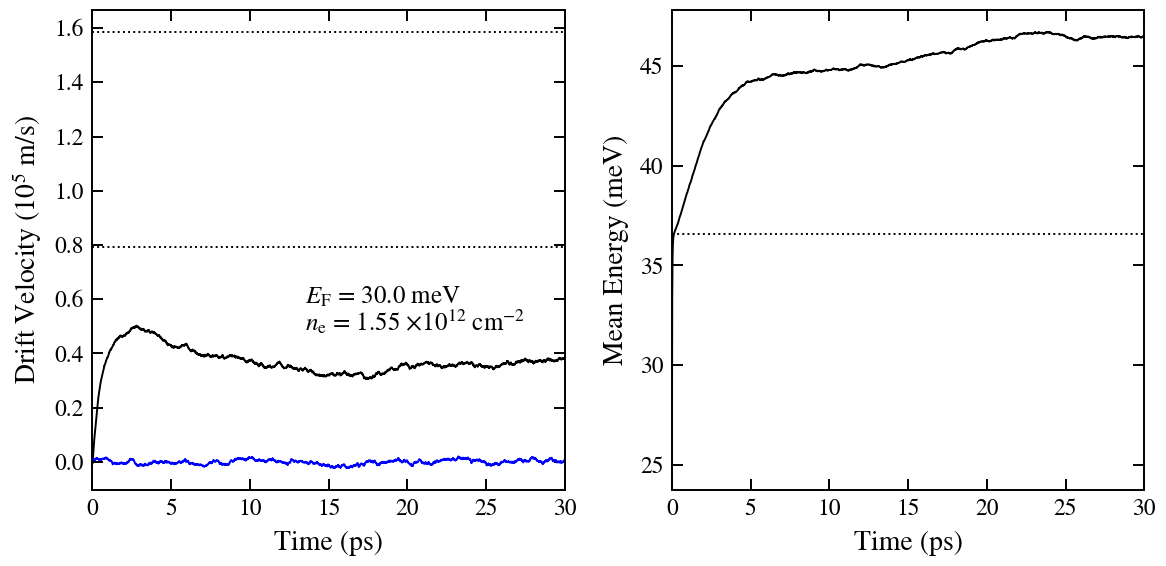 1.6
1.4
1.2
1.0
0.8
0.6
0.4
0.2
0.0
Drift Velocity (10⁵ m/s)
E_F = 30.0 meV
n_e = 1.55 ×10¹² cm⁻²
0 5 10 15 20 25 30
Time (ps)
45
40
35
30
25
Mean Energy (meV)
0 5 10 15 20 25 30
Time (ps)